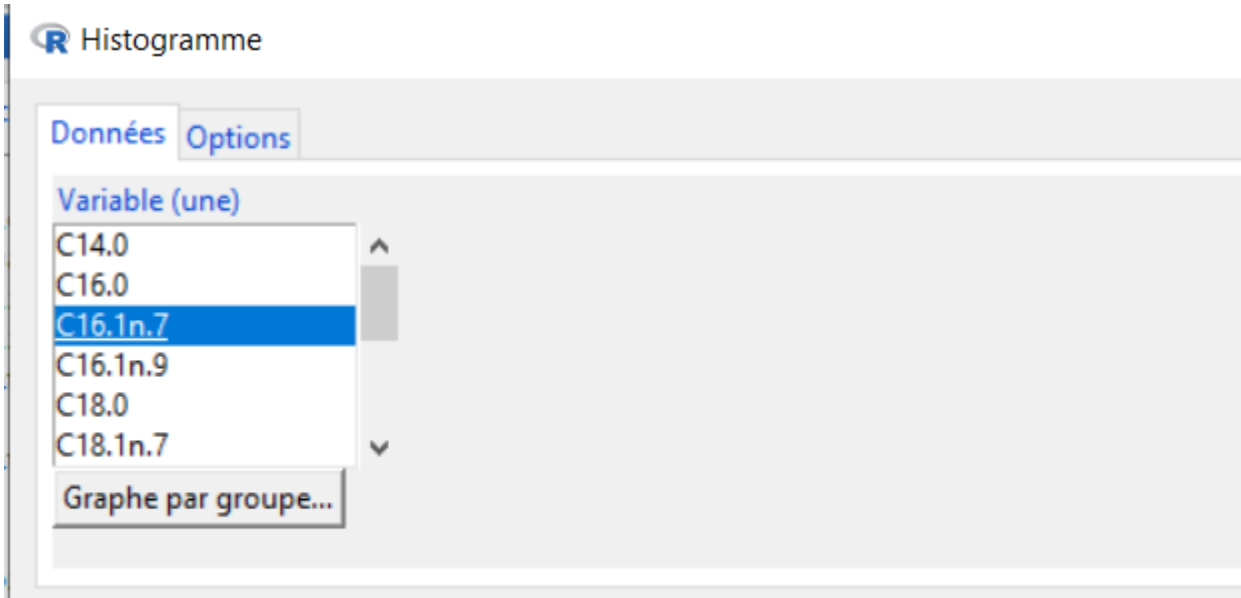 R Histogramme
Données Options
Variable (une)
C14.0
C16.0
C16.1n.7
C16.1n.9
C18.0
C18.1n.7
Graphe par groupe...